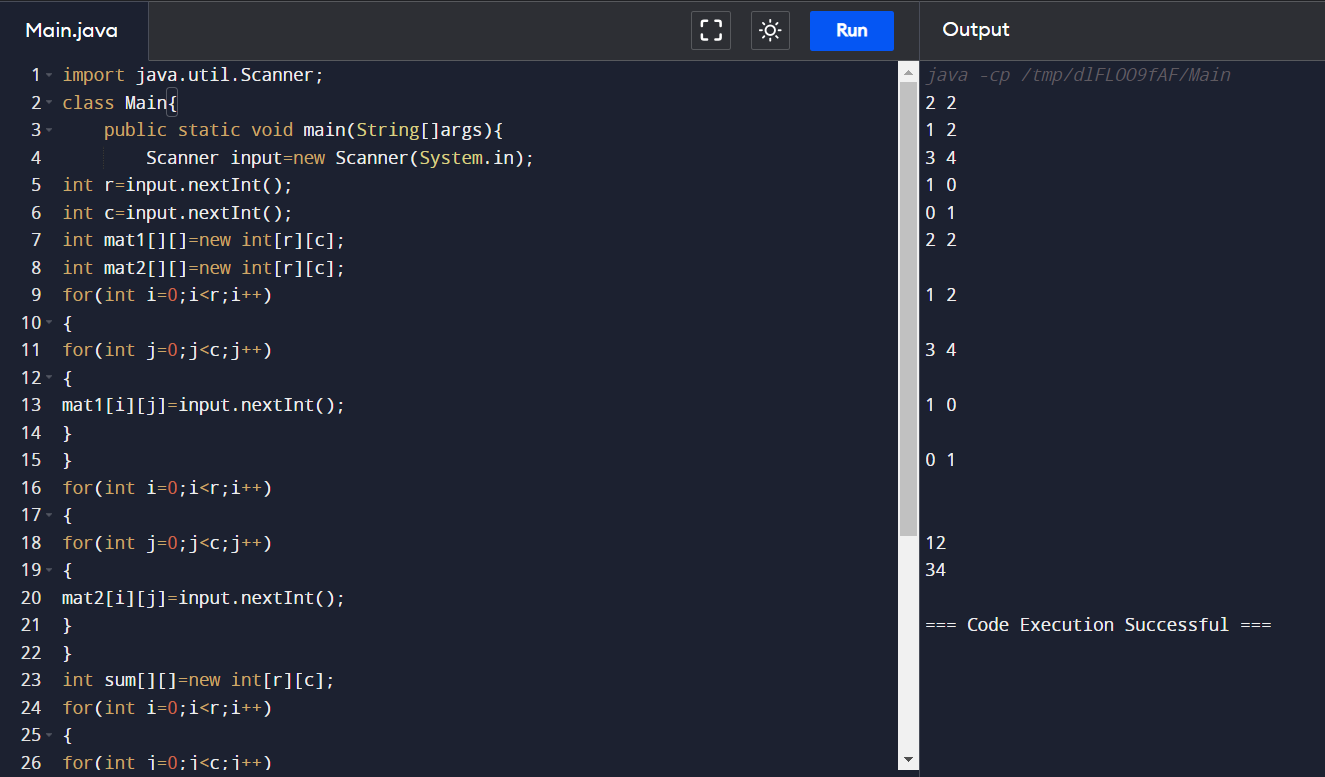 Main.java
Run
Output
1 import java.util.Scanner;
2 class Main{
3 public static void main(String[]args){
4 Scanner input=new Scanner(System.in);
5 int r=input.nextInt();
6 int c=input.nextInt();
7 int mat1[][]=new int[r][c];
8 int mat2[][]=new int[r][c];
9 for(int i=0;i<r;i++)
10 {
11 for(int j=0;j<c;j++)
12 {
13 mat1[i][j]=input.nextInt();
14 }
15 }
16 for(int i=0;i<r;i++)
17 {
18 for(int j=0;j<c;j++)
19 {
20 mat2[i][j]=input.nextInt();
21 }
22 }
23 int sum[][]=new int[r][c];
24 for(int i=0;i<r;i++)
25 {
26 for(int j=0;j<c;j++)
java -cp /tmp/dlFLOO9fAF/Main
2 2
1 2
3 4
1 0
0 1
2 2
1 2
3 4
1 0
0 1
12
34
=== Code Execution Successful ===